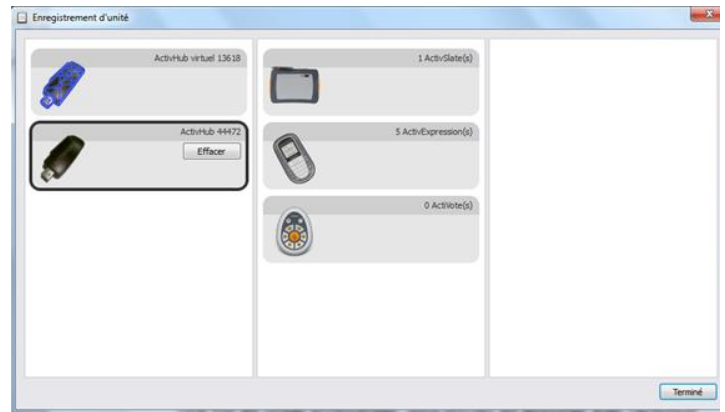 Enregistrement d'unité
ActivHub virtuel 13618
ActivHub 44472
Effacer
1 ActivSlate(s)
5 ActivExpression(s)
0 ActiVote(s)
Terminé